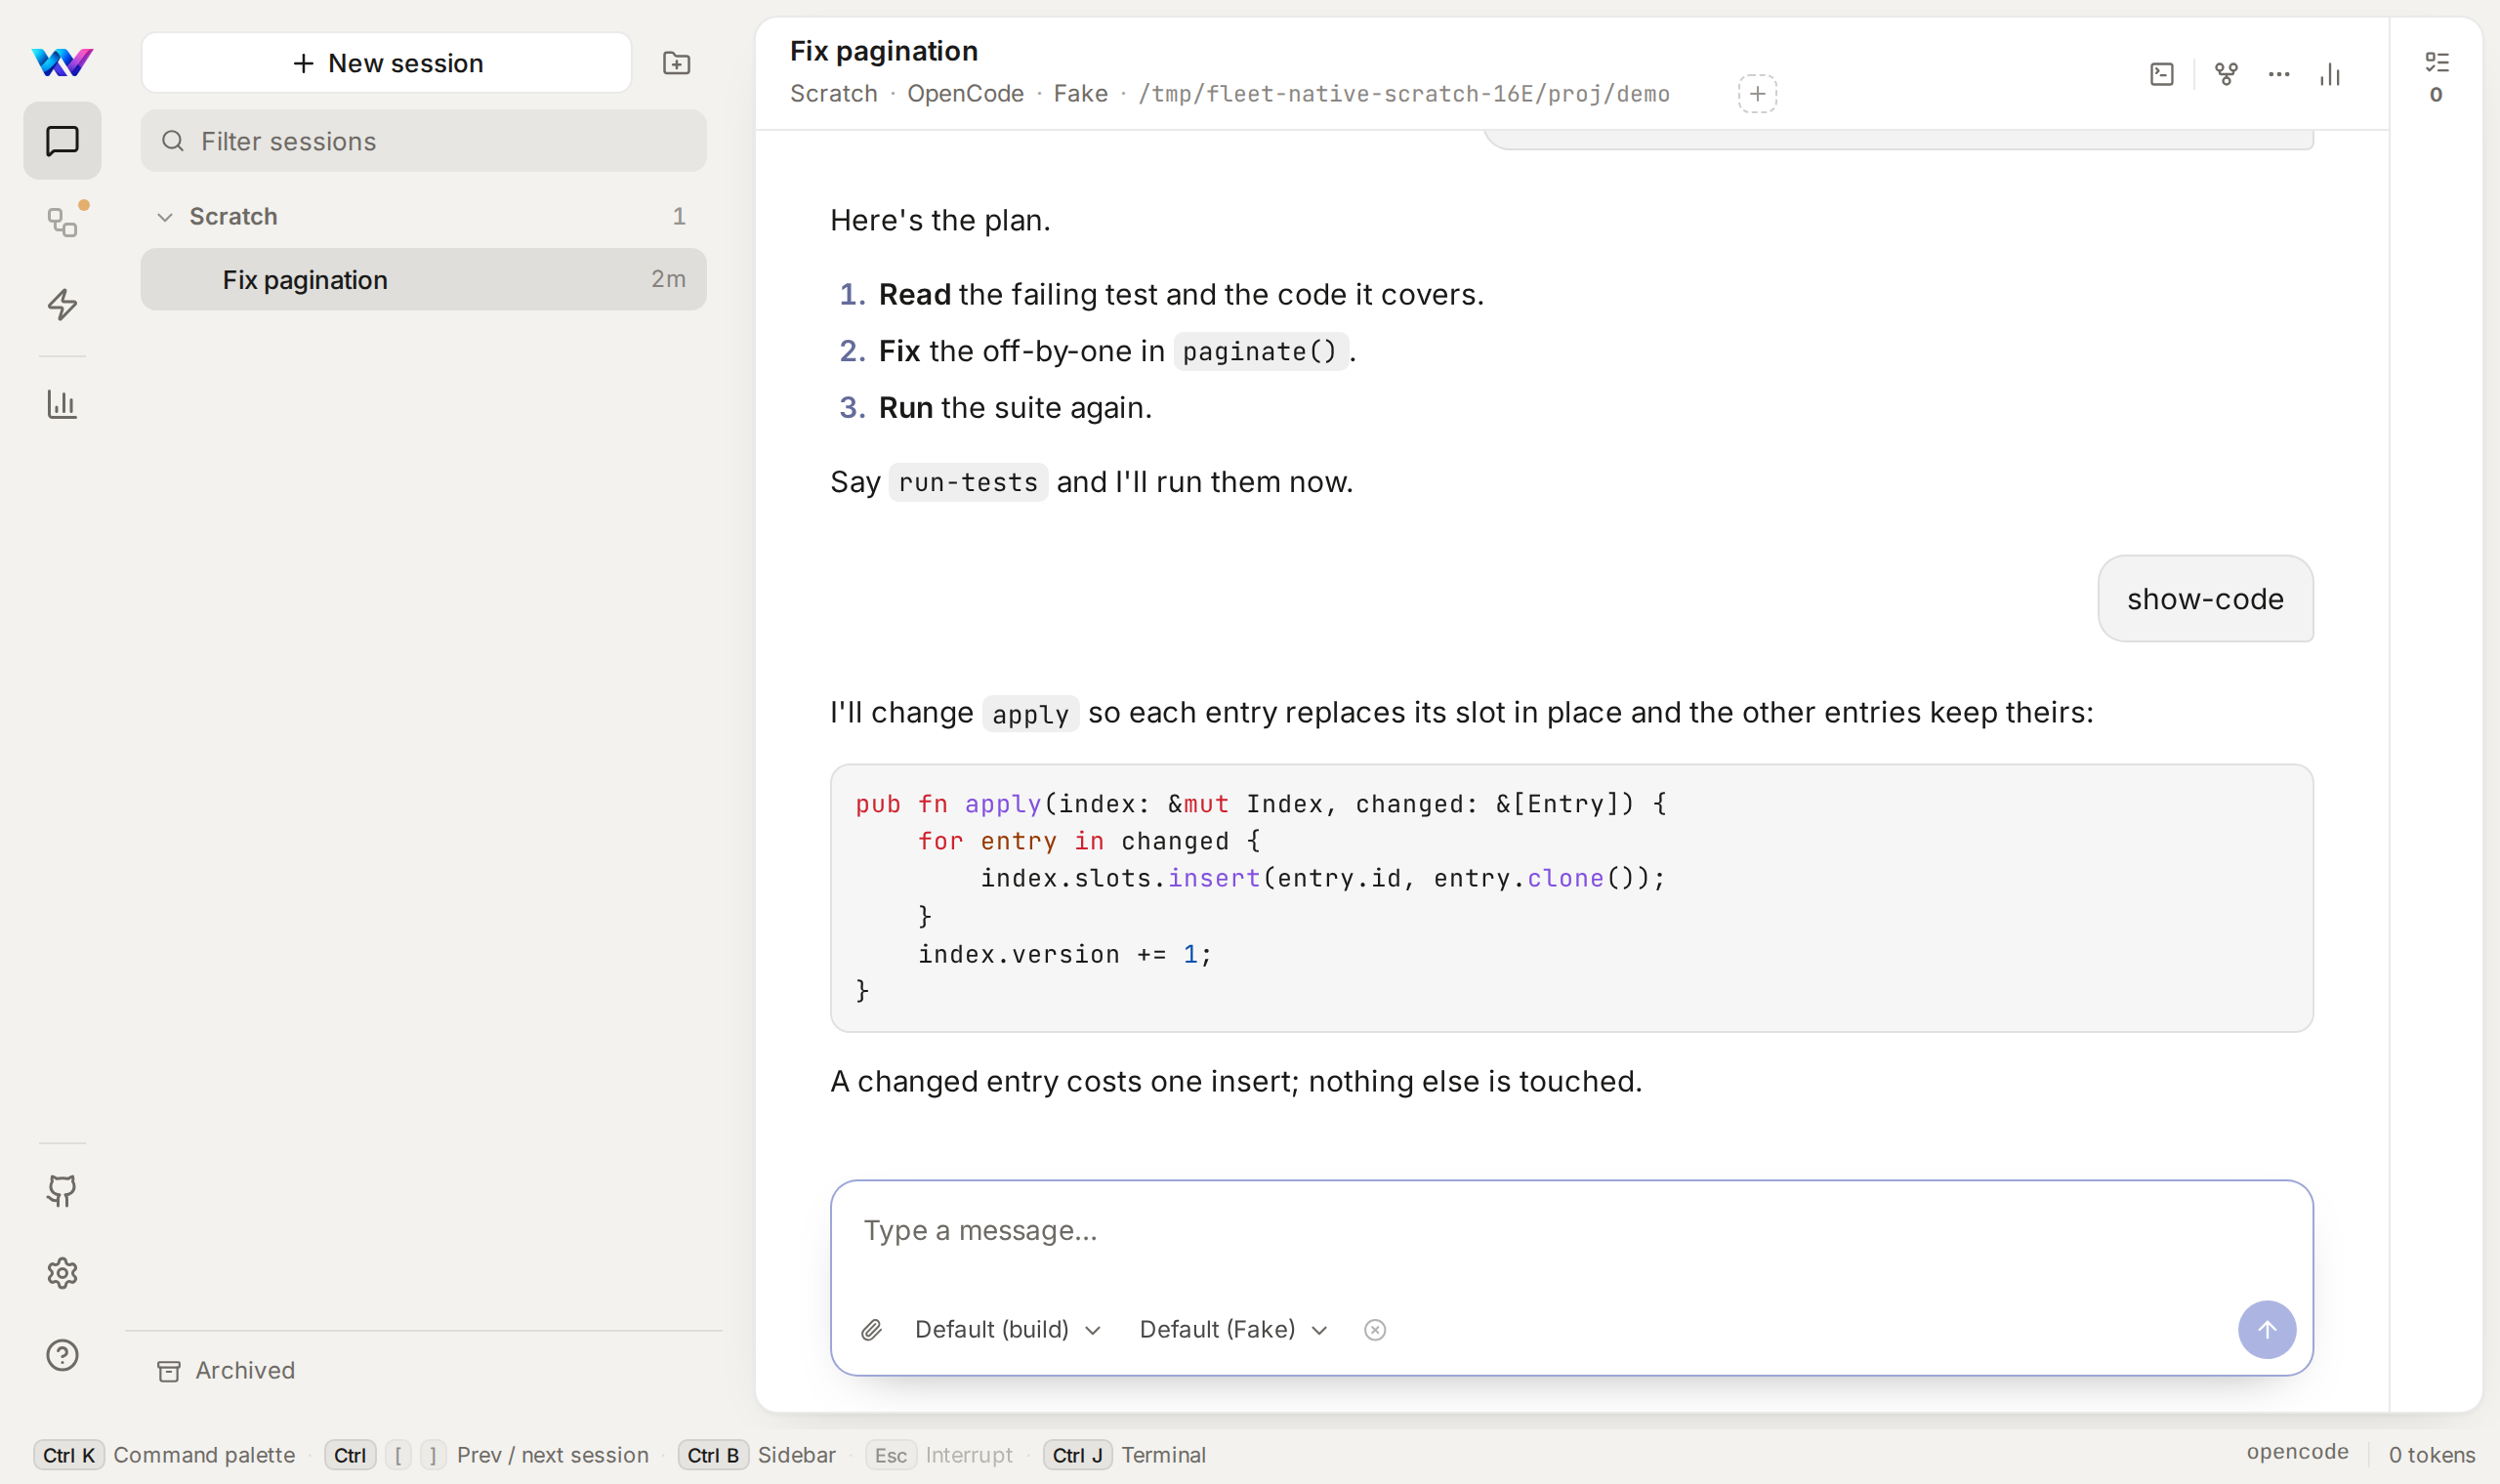 New session
Filter sessions
Scratch 1
Fix pagination 2m
Archived
Fix pagination
Scratch · OpenCode · Fake · /tmp/fleet-native-scratch-16E/proj/demo
0
Here's the plan.
1. Read the failing test and the code it covers.
2. Fix the off-by-one in paginate().
3. Run the suite again.
Say run-tests and I'll run them now.
show-code
I'll change apply so each entry replaces its slot in place and the other entries keep theirs:
pub fn apply(index: &mut Index, changed: &[Entry]) {
    for entry in changed {
        index.slots.insert(entry.id, entry.clone());
    }
    index.version += 1;
}
A changed entry costs one insert; nothing else is touched.
Type a message...
Default (build) Default (Fake)
Ctrl K Command palette · Ctrl [ ] Prev / next session · Ctrl B Sidebar · Esc Interrupt · Ctrl J Terminal
opencode 0 tokens